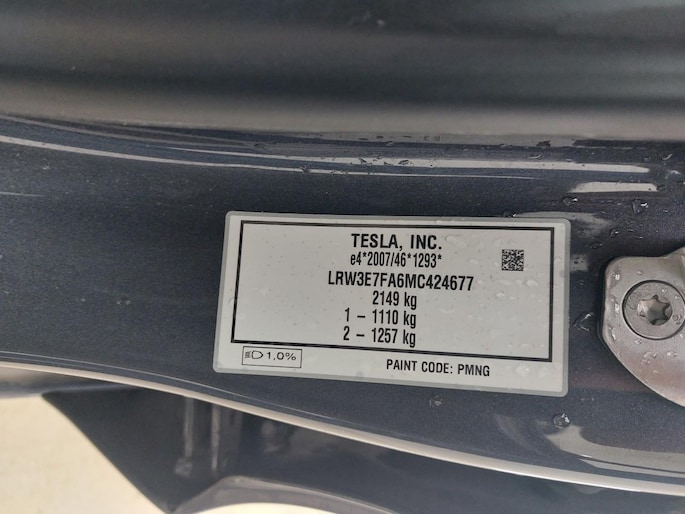 TESLA, INC.
e4*2007/46*1293*
LRW3E7FA6MC424677
2149 kg
1 – 1110 kg
2 – 1257 kg
1.0%
PAINT CODE: PMNG